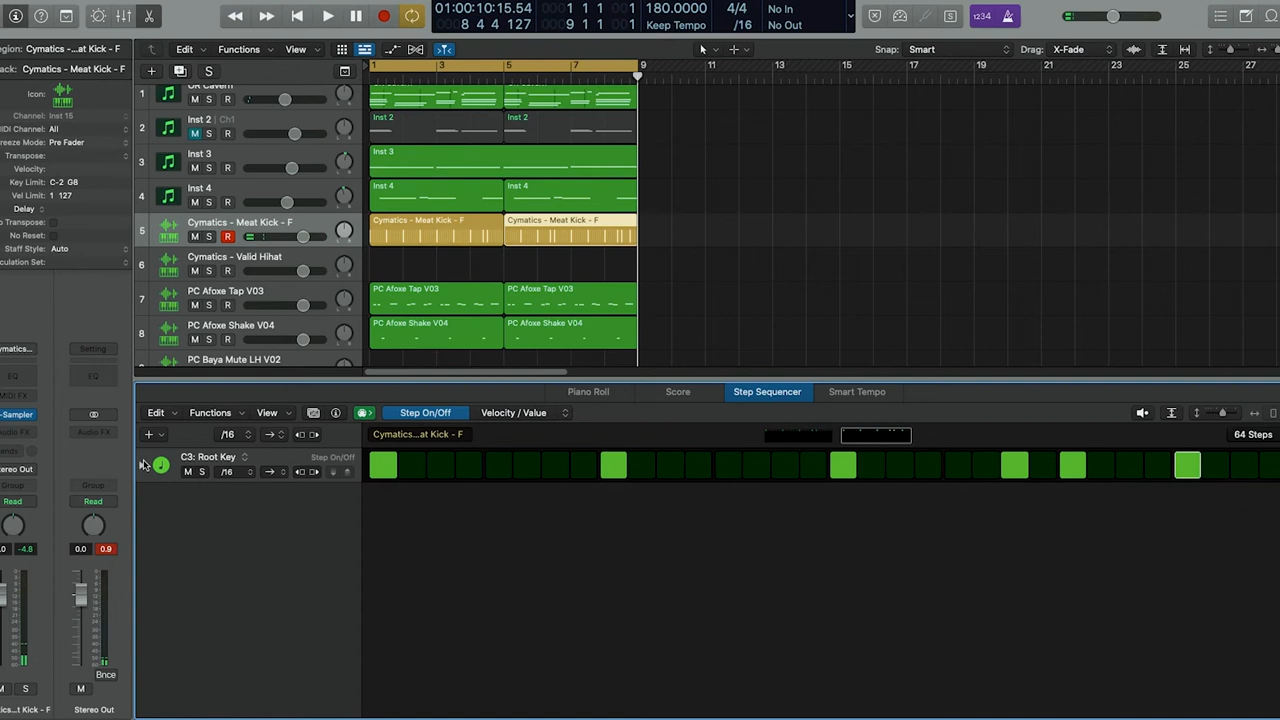 01:00:10:15.54
8 4 4 127
1 1 1
9 1 1 1
180.0000
Keep Tempo
4/4
/16
No In
No Out
1234
egion: Cymatics -...at Kick - F
Edit
Functions
View
Snap:
Smart
Drag:
X-Fade
ack: Cymatics - Meat Kick - F
S
1
3
5
7
9
11
13
15
17
19
21
23
25
27
Icon:
Channel: Inst 15
IDI Channel: All
reeze Mode: Pre Fader
Transpose:
Velocity:
Key Limit: C-2 G8
Vel Limit: 1 127
Delay
o Transpose:
No Reset:
Staff Style: Auto
culation Set:
1
M S R
2
Inst 2 | Ch1
M S R
Inst 2
Inst 2
3
Inst 3
M S R
Inst 3
4
Inst 4
M S R
Inst 4
Inst 4
5
Cymatics - Meat Kick - F
M S R
Cymatics - Meat Kick - F
Cymatics - Meat Kick - F
6
Cymatics - Valid Hihat
M S R
7
PC Afoxe Tap V03
M S R
PC Afoxe Tap V03
PC Afoxe Tap V03
8
PC Afoxe Shake V04
M S R
PC Afoxe Shake V04
PC Afoxe Shake V04
PC Baya Mute LH V02
Piano Roll
Score
Step Sequencer
Smart Tempo
Edit
Functions
View
Step On/Off
Velocity / Value
/16
Cymatics...at Kick - F
64 Steps
C3: Root Key
Step On/Off
M S
/16
ymatics...
Setting
EQ
EQ
MIDI FX
-Sampler
Audio FX
Audio FX
ends
tereo Out
Group
Group
Read
Read
.0
-4.8
0.0
0.9
Bnce
S
M
tics...t Kick - F
Stereo Out